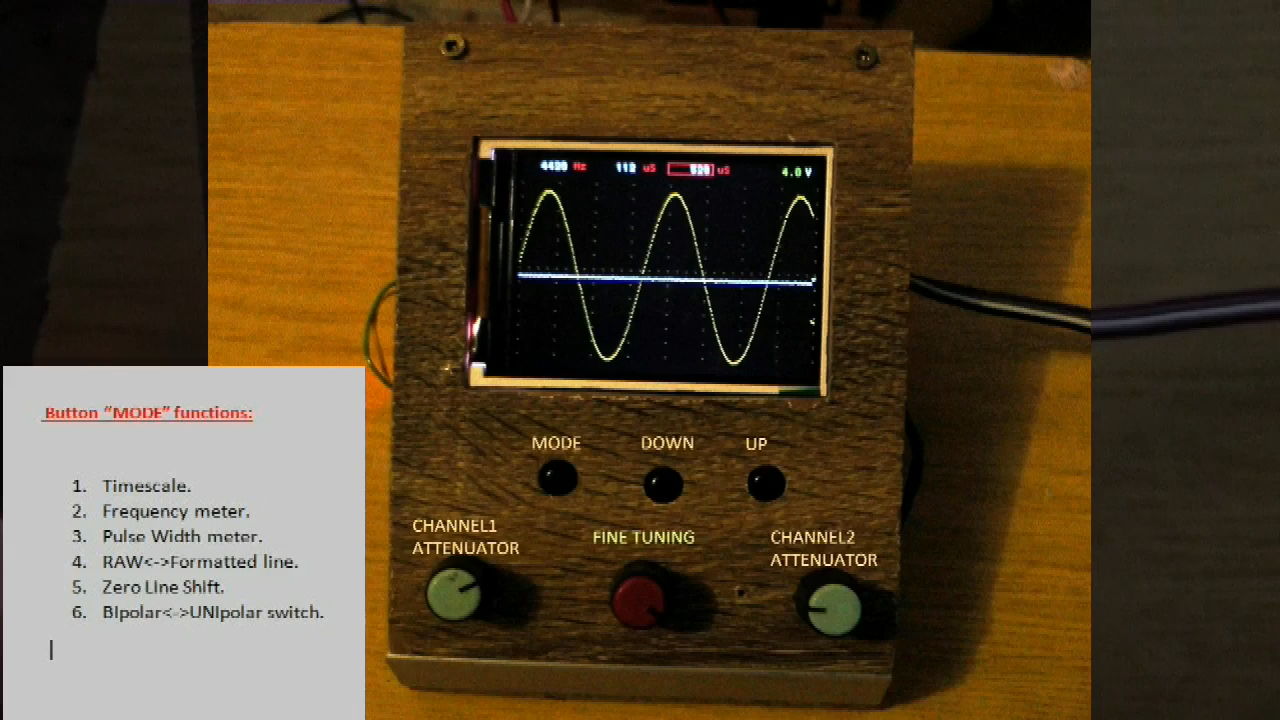 4420 Hz 112 uS 520 uS 4.0 V
MODE DOWN UP
CHANNEL1
ATTENUATOR
FINE TUNING
CHANNEL2
ATTENUATOR
Button “MODE” functions:
1. Timescale.
2. Frequency meter.
3. Pulse Width meter.
4. RAW<->Formatted line.
5. Zero Line Shift.
6. BIpolar<->UNIpolar switch.